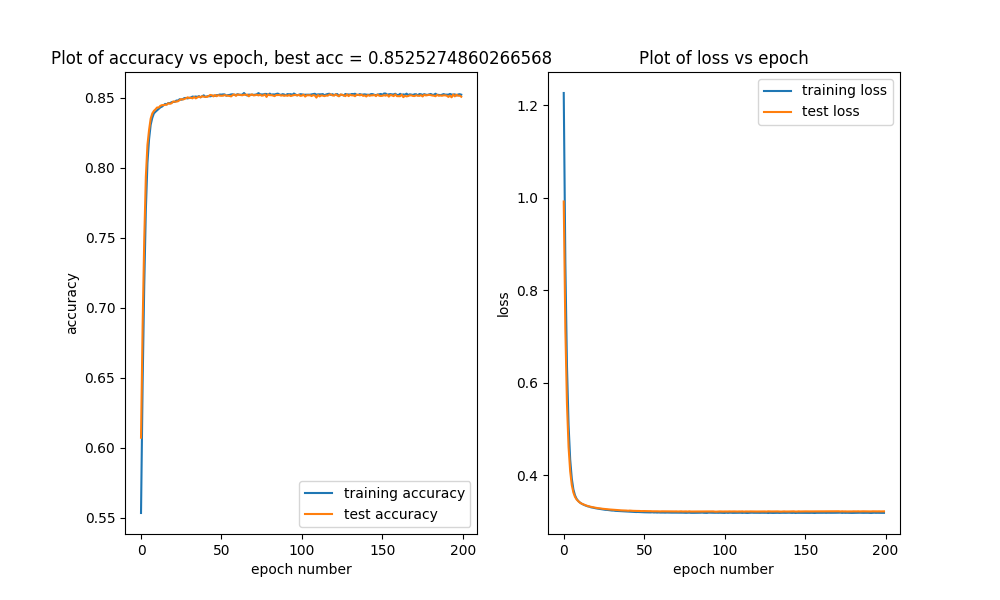 Plot of accuracy vs epoch, best acc = 0.8525274860266568
0.85
0.80
0.75
0.70
0.65
0.60
0.55
accuracy
training accuracy
test accuracy
0 50 100 150 200
epoch number
Plot of loss vs epoch
training loss
test loss
1.2
1.0
0.8
0.6
0.4
loss
0 50 100 150 200
epoch number